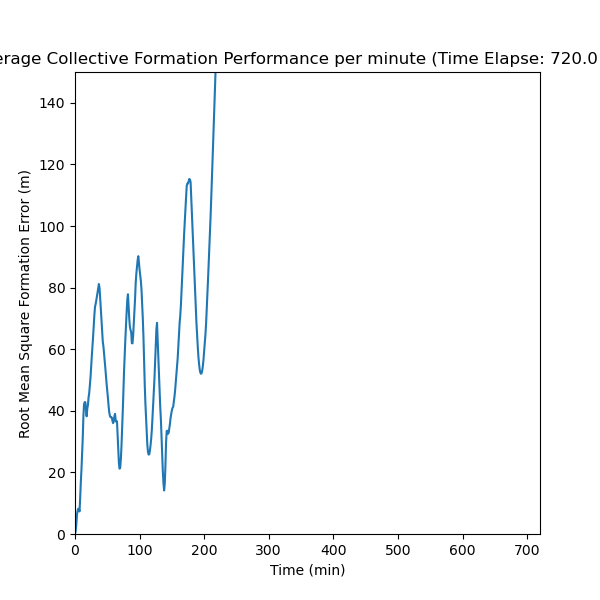 erage Collective Formation Performance per minute (Time Elapse: 720.0
140
120
100
80
60
40
20
0
Root Mean Square Formation Error (m)
0 100 200 300 400 500 600 700
Time (min)